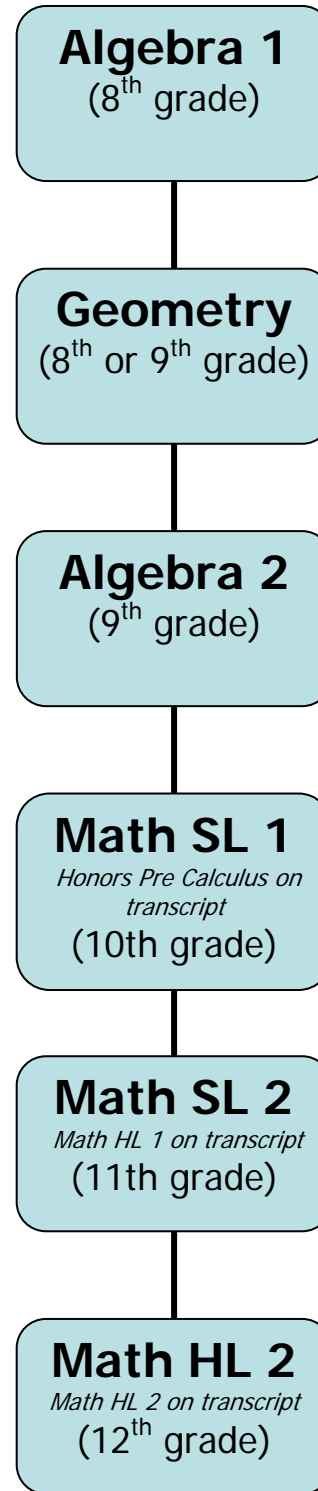 Algebra 1
(8th grade)
Geometry
(8th or 9th grade)
Algebra 2
(9th grade)
Math SL 1
Honors Pre Calculus on
transcript
(10th grade)
Math SL 2
Math HL 1 on transcript
(11th grade)
Math HL 2
Math HL 2 on transcript
(12th grade)